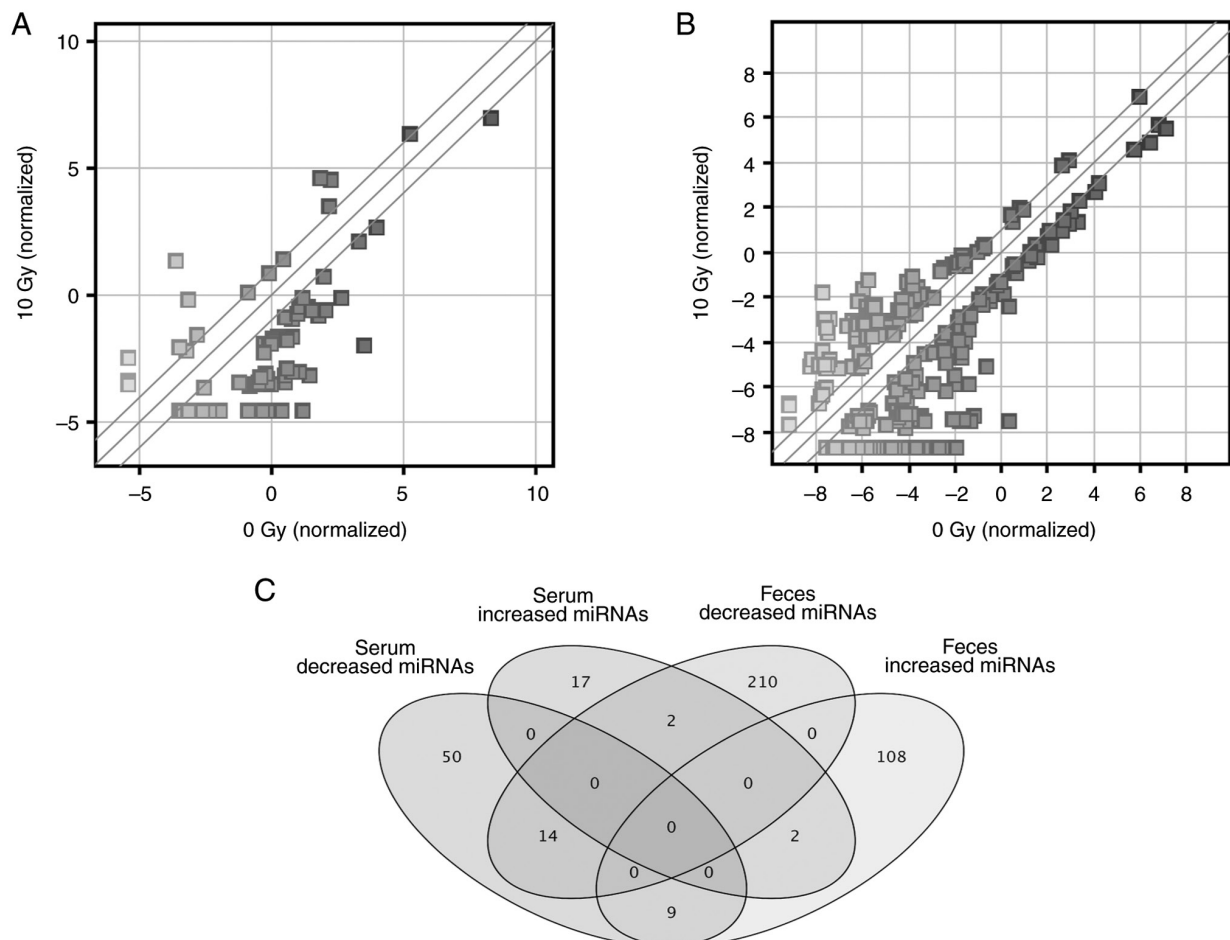 A
10
5
0
−5
10 Gy (normalized)
−5
0
5
10
0 Gy (normalized)
B
8
6
4
2
0
−2
−4
−6
−8
10 Gy (normalized)
−8
−6
−4
−2
0
2
4
6
8
0 Gy (normalized)
C
Serum
decreased miRNAs
Serum
increased miRNAs
Feces
decreased miRNAs
Feces
increased miRNAs
17
210
2
0
0
50
108
0
0
0
14
2
0
0
9